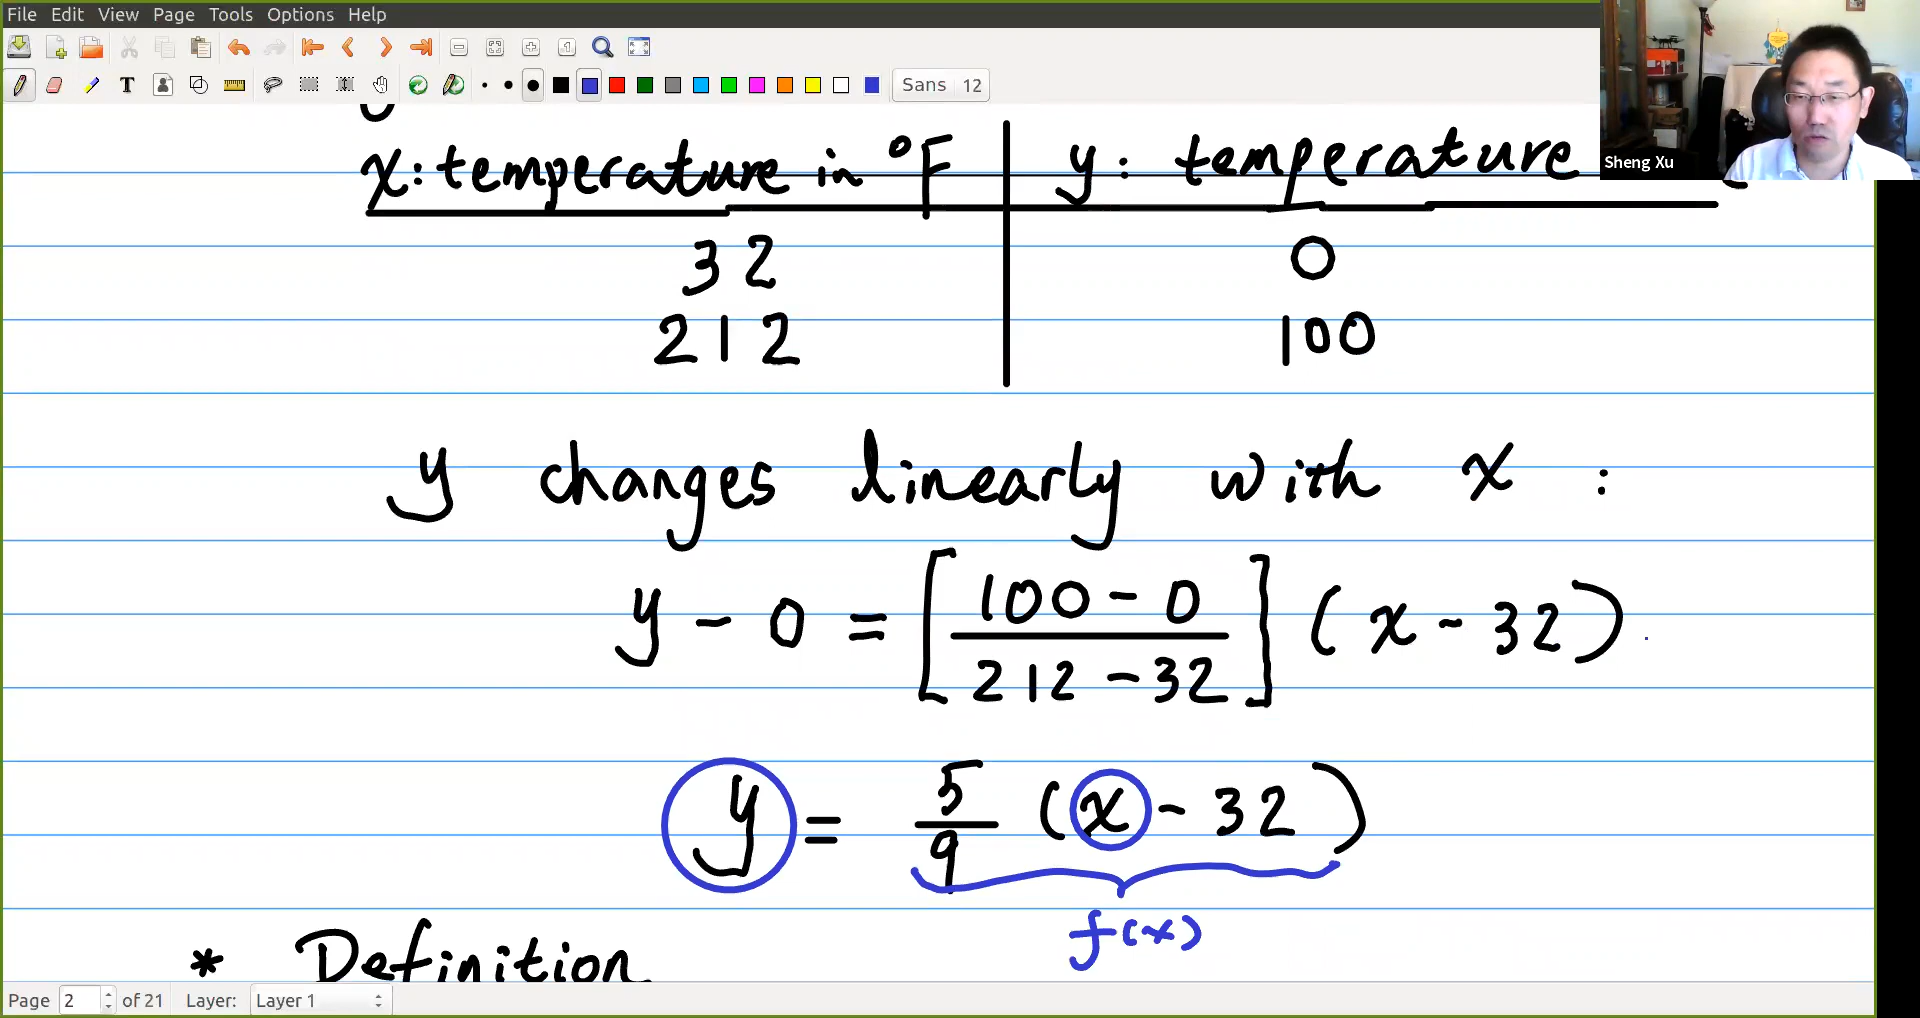 File Edit View Page Tools Options Help
Sans 12
Sheng Xu
x: temperature in °F y: temperature
32 0
212 100
y changes linearly with x :
y - 0 = [100 - 0 / 212 - 32] (x - 32)
y = 5/9 (x - 32)
f(x)
* Definition
Page 2 of 21 Layer: Layer 1